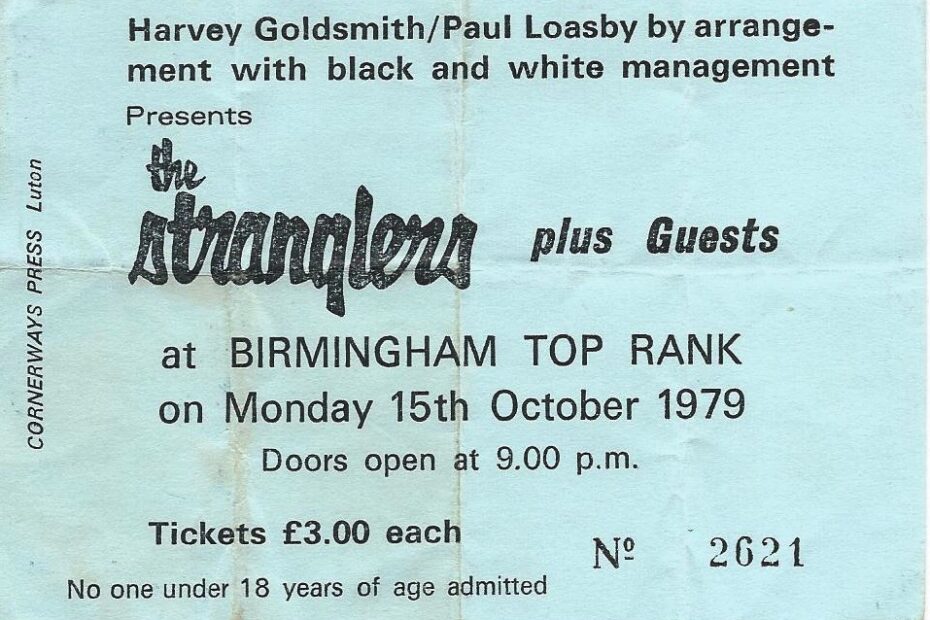 Harvey Goldsmith/Paul Loasby by arrange-
ment with black and white management
Presents
the
stranglers plus Guests
at BIRMINGHAM TOP RANK
on Monday 15th October 1979
Doors open at 9.00 p.m.
Tickets £3.00 each
Nº 2621
No one under 18 years of age admitted
CORNERWAYS PRESS Luton